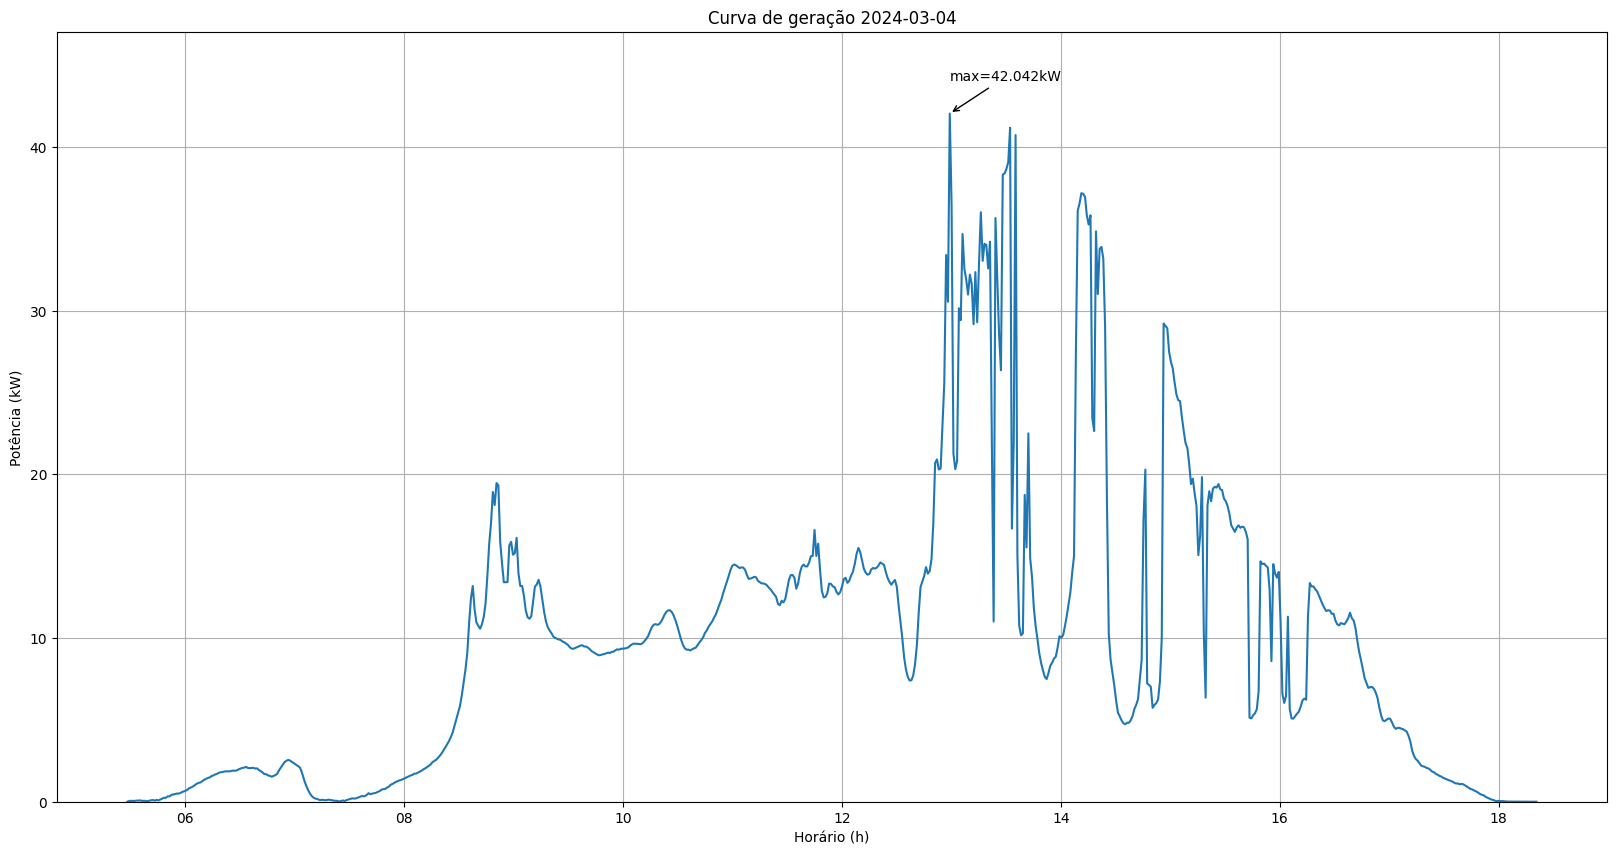 Curva de geração 2024-03-04
max=42.042kW
40
30
20
10
0
Potência (kW)
06 08 10 12 14 16 18
Horário (h)